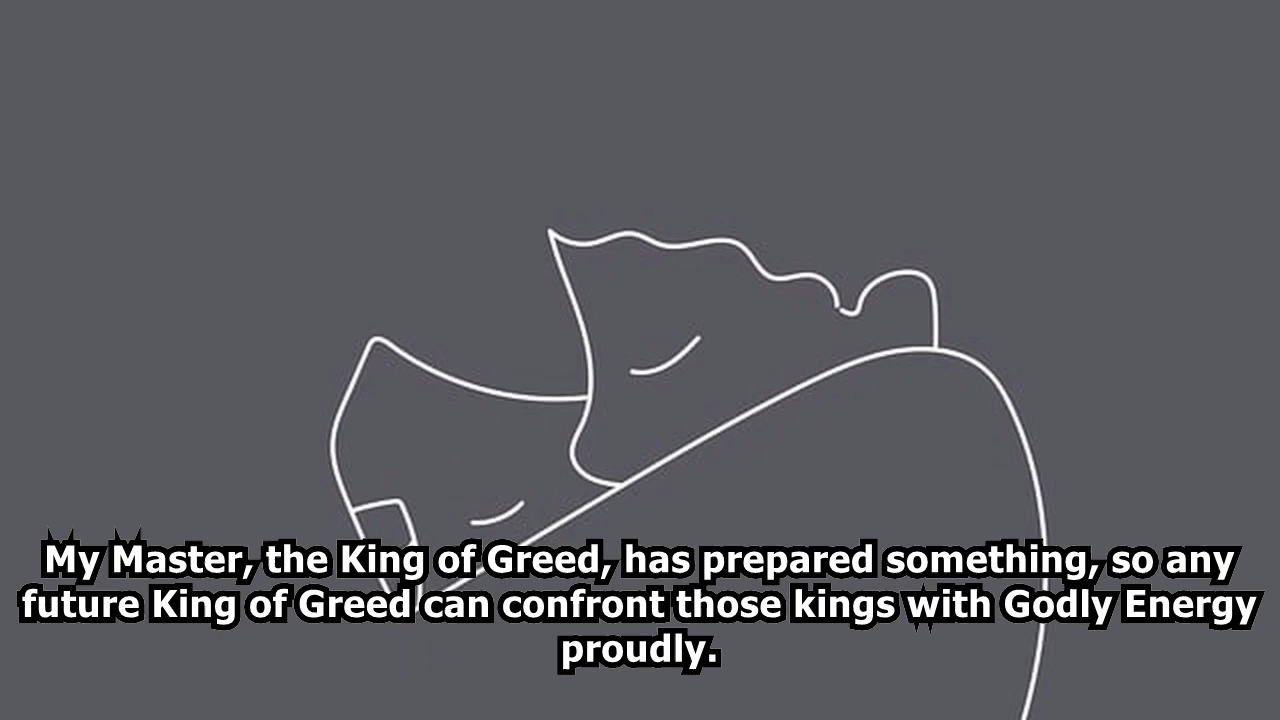 My Master, the King of Greed, has prepared something, so any
future King of Greed can confront those kings with Godly Energy
proudly.